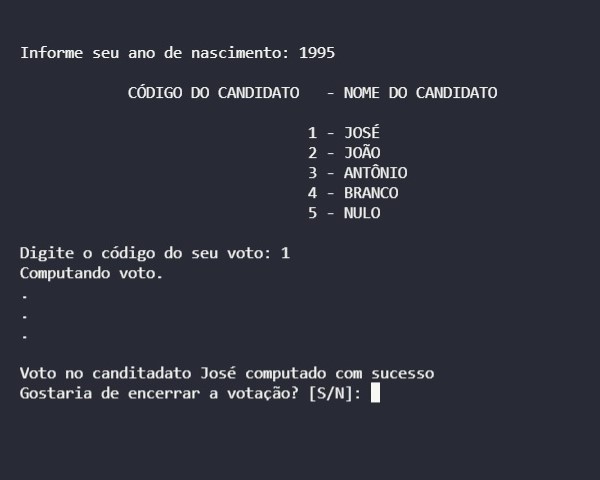 Informe seu ano de nascimento: 1995
CÓDIGO DO CANDIDATO - NOME DO CANDIDATO
1 - JOSÉ
2 - JOÃO
3 - ANTÔNIO
4 - BRANCO
5 - NULO
Digite o código do seu voto: 1
Computando voto.
.
.
.
Voto no canditadato José computado com sucesso
Gostaria de encerrar a votação? [S/N]: